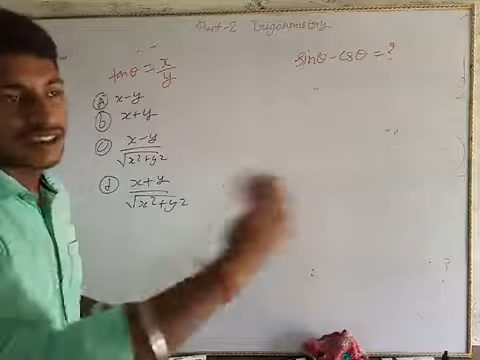 Part-2 Trigonometry
tanθ = x/y
sinθ - cosθ = ?
ⓐ x-y
ⓑ x+y
ⓒ x-y/√x²+y²
ⓓ x+y/√x²+y²